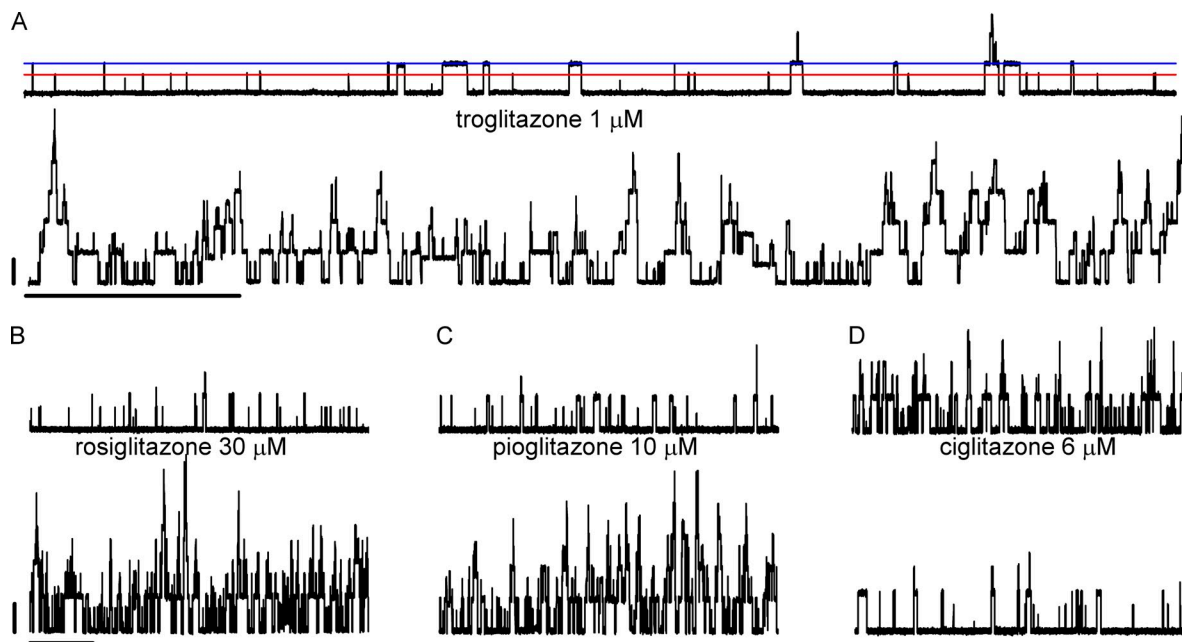 A
troglitazone 1 μM
B
C
D
rosiglitazone 30 μM
pioglitazone 10 μM
ciglitazone 6 μM